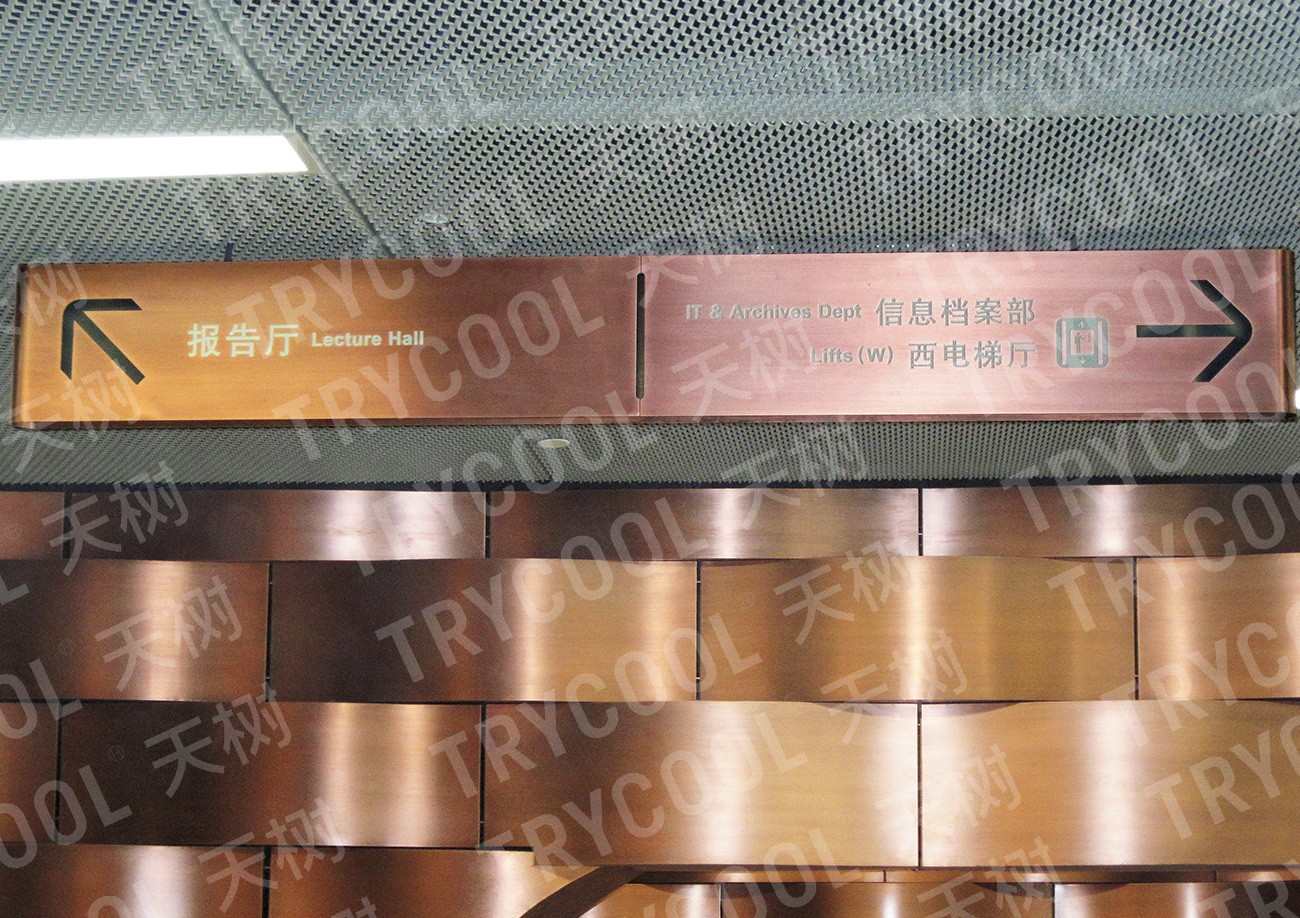 报告厅 Lecture Hall
IT & Archives Dept 信息档案部
Lifts (W) 西电梯厅
TRYCOOL 天树